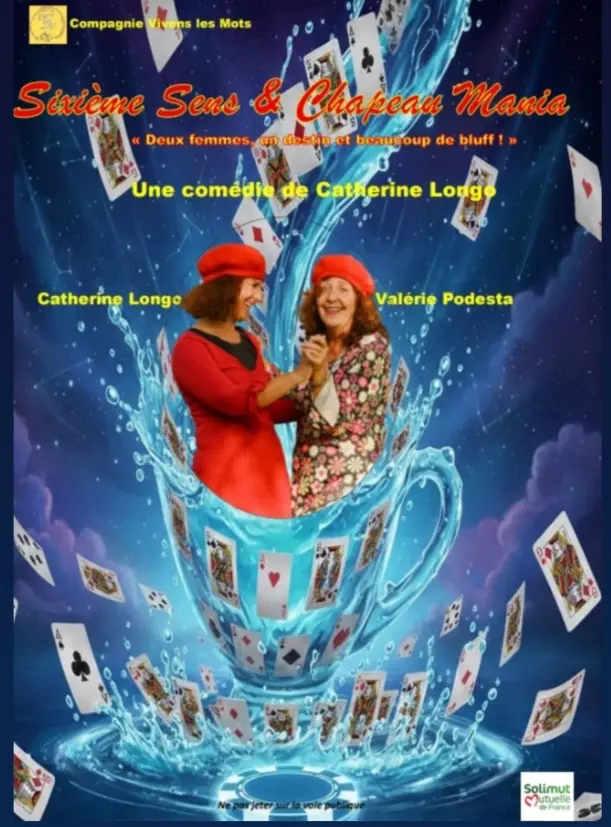 Compagnie Vivons les Mots
Sixième Sens & Chapeau Mania
« Deux femmes, un destin et beaucoup de bluff ! »
Une comédie de Catherine Longo
Catherine Longo
Valérie Podesta
Ne pas jeter sur la voie publique
Solimut
Mutuelle
de France